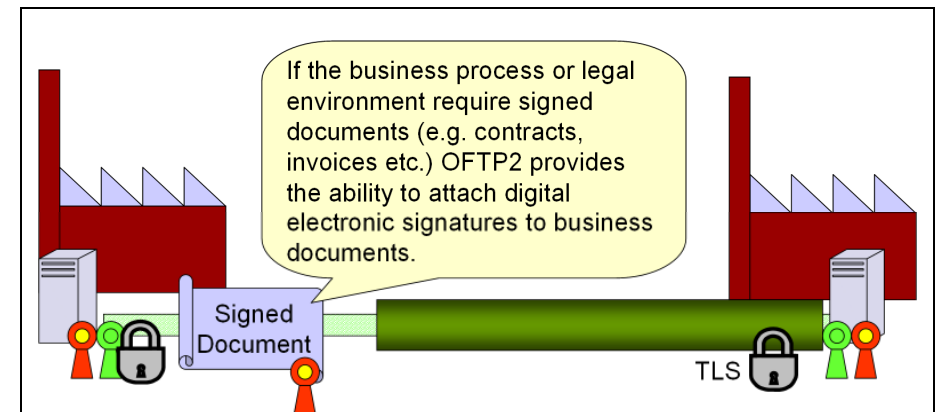 If the business process or legal
environment require signed
documents (e.g. contracts,
invoices etc.) OFTP2 provides
the ability to attach digital
electronic signatures to business
documents.
Signed
Document
TLS